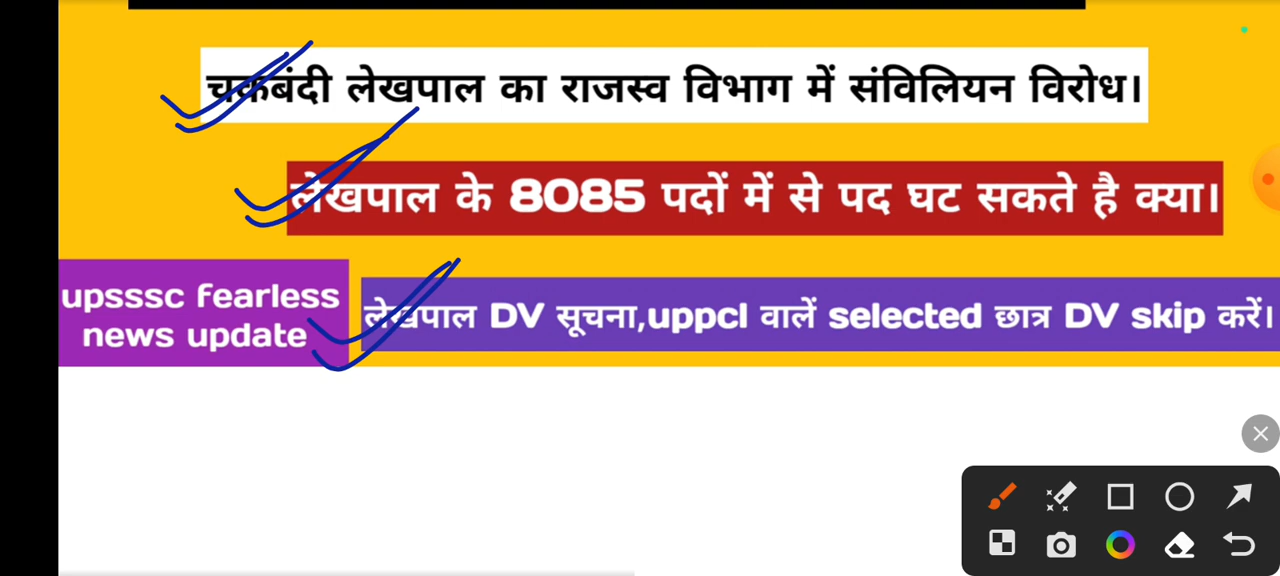 चकबंदी लेखपाल का राजस्व विभाग में संविलियन विरोध।
लेखपाल के 8085 पदों में से पद घट सकते है क्या।
upsssc fearless
news update
लेखपाल DV सूचना,uppcl वालें selected छात्र DV skip करें।